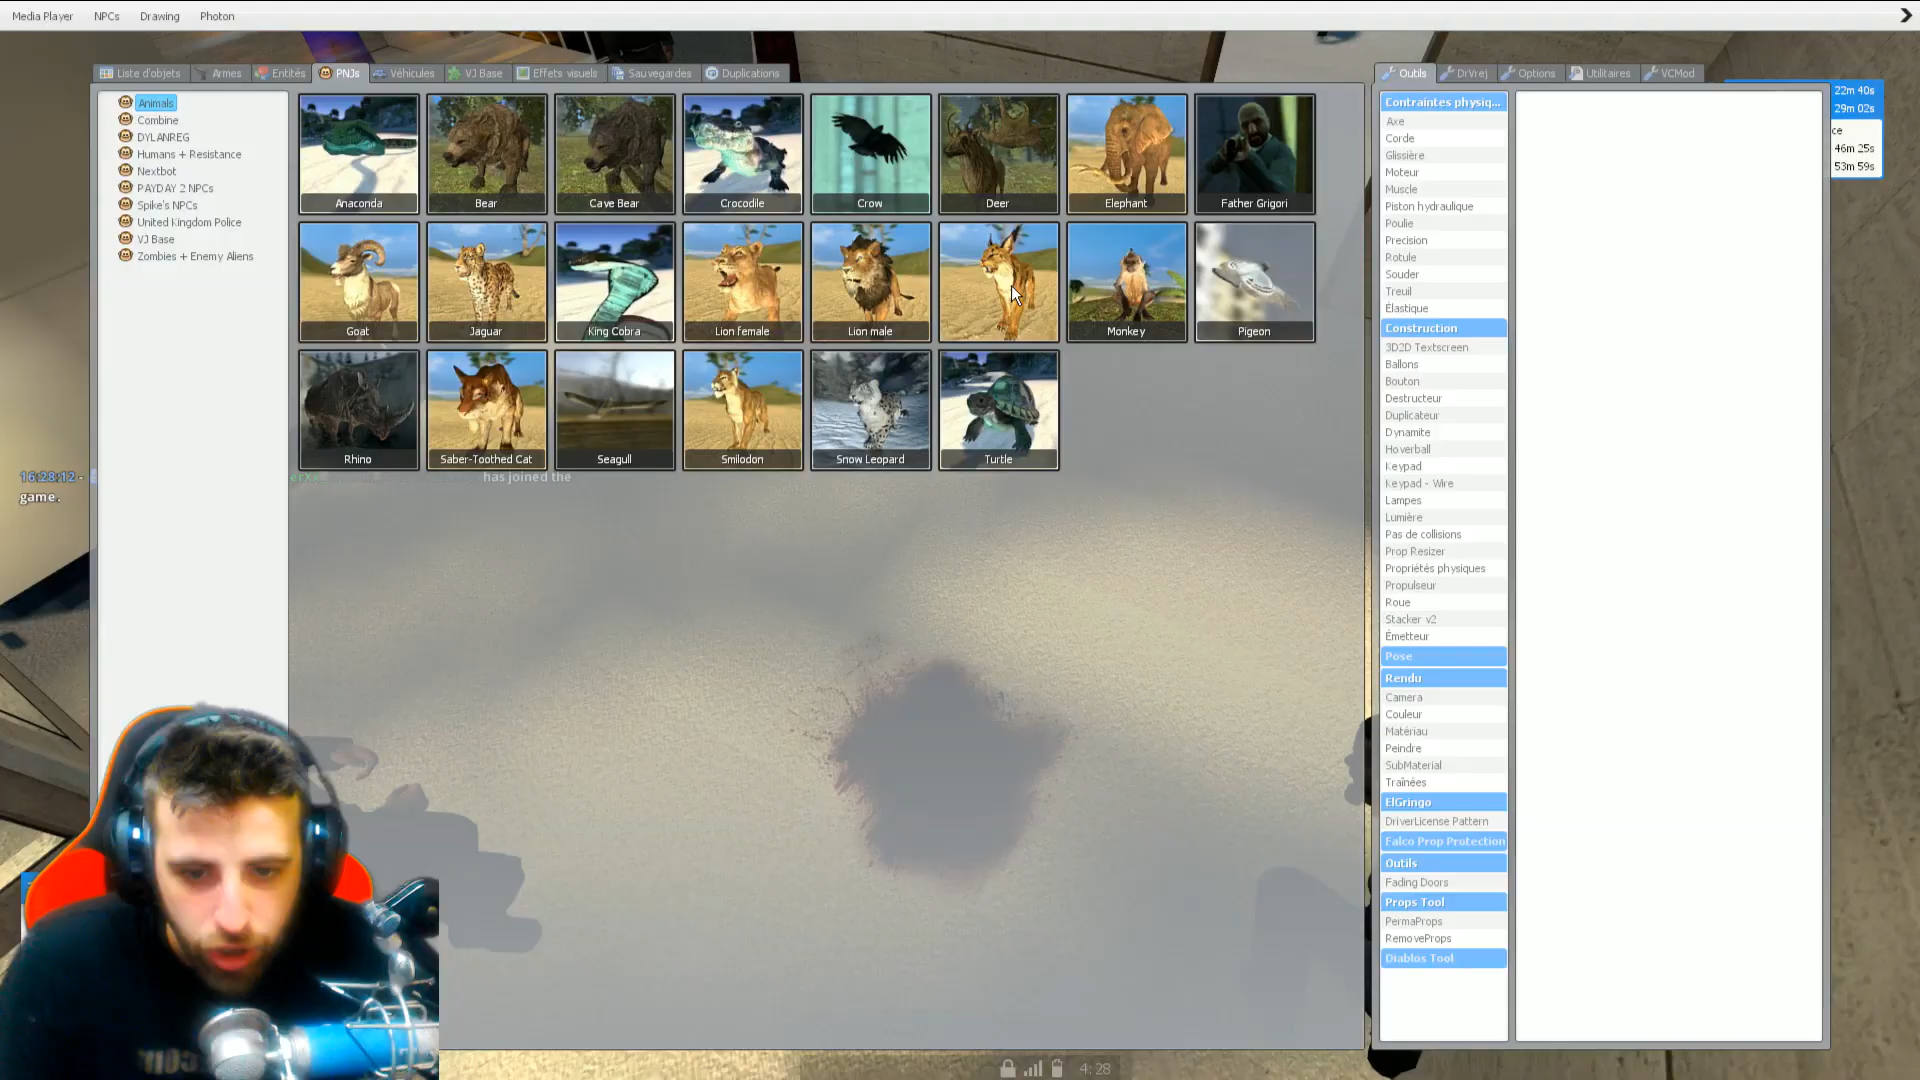 Media Player NPCs Drawing Photon
Liste d'objets Armes Entités PNJs Véhicules VJ Base Effets visuels Sauvegardes Duplications
Outils DrVrej Options Utilitaires VCMod
Animals
Combine
DYLANREG
Humans + Resistance
Nextbot
PAYDAY 2 NPCs
Spike's NPCs
United Kingdom Police
VJ Base
Zombies + Enemy Aliens
Anaconda Bear Cave Bear Crocodile Crow Deer Elephant Father Grigori
Goat Jaguar King Cobra Lion female Lion male Monkey Pigeon
Rhino Saber-Toothed Cat Seagull Smilodon Snow Leopard Turtle
16:28:12 - has joined the
game.
Contraintes physiq...
Axe
Corde
Glissière
Moteur
Muscle
Piston hydraulique
Poulie
Precision
Rotule
Souder
Treuil
Élastique
Construction
3D2D Textscreen
Ballons
Bouton
Destructeur
Duplicateur
Dynamite
Hoverball
Keypad
Keypad - Wire
Lampes
Lumière
Pas de collisions
Prop Resizer
Propriétés physiques
Propulseur
Roue
Stacker v2
Émetteur
Pose
Rendu
Camera
Couleur
Matériau
Peindre
SubMaterial
Traînées
ElGringo
DriverLicense Pattern
Falco Prop Protection
Outils
Fading Doors
Props Tool
PermaProps
RemoveProps
Diablos Tool
22m 40s
29m 02s
ce
46m 25s
53m 59s
4:28